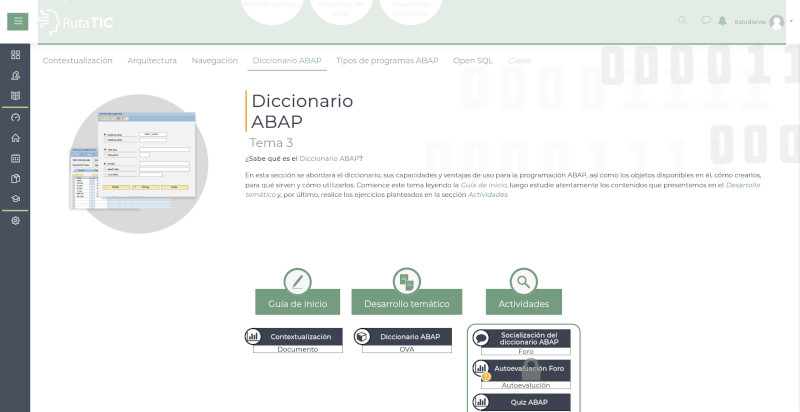 RutaTIC
Estudiante
Contextualización Arquitectura Navegación Diccionario ABAP Tipos de programas ABAP Open SQL Cierre
Diccionario
ABAP
Tema 3
¿Sabe qué es el Diccionario ABAP?
En esta sección se abordará el diccionario, sus capacidades y ventajas de uso para la programación ABAP, así como los objetos disponibles en él, cómo crearlos,
para qué sirven y cómo utilizarlos. Comience este tema leyendo la Guía de inicio, luego estudie atentamente los contenidos que presentamos en el Desarrollo
temático y, por último, realice los ejercicios planteados en la sección Actividades.
Guía de inicio Desarrollo temático Actividades
Contextualización
Documento
Diccionario ABAP
OVA
Socialización del
diccionario ABAP
Foro
Autoevaluación Foro
Autoevalución
Quiz ABAP